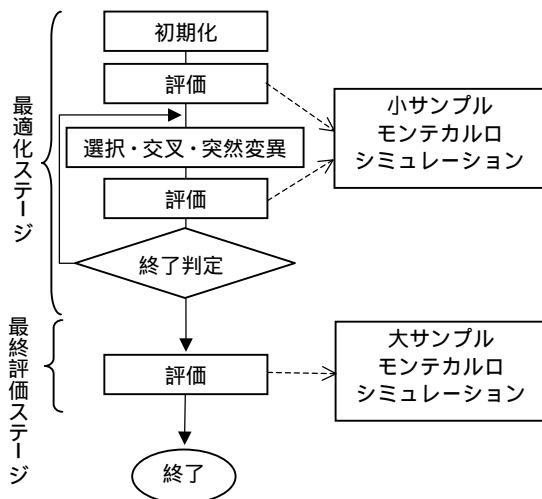 初期化
評価
選択・交叉・突然変異
評価
終了判定
小サンプル
モンテカルロ
シミュレーション
最適化ステージ
評価
大サンプル
モンテカルロ
シミュレーション
最終評価ステージ
終了